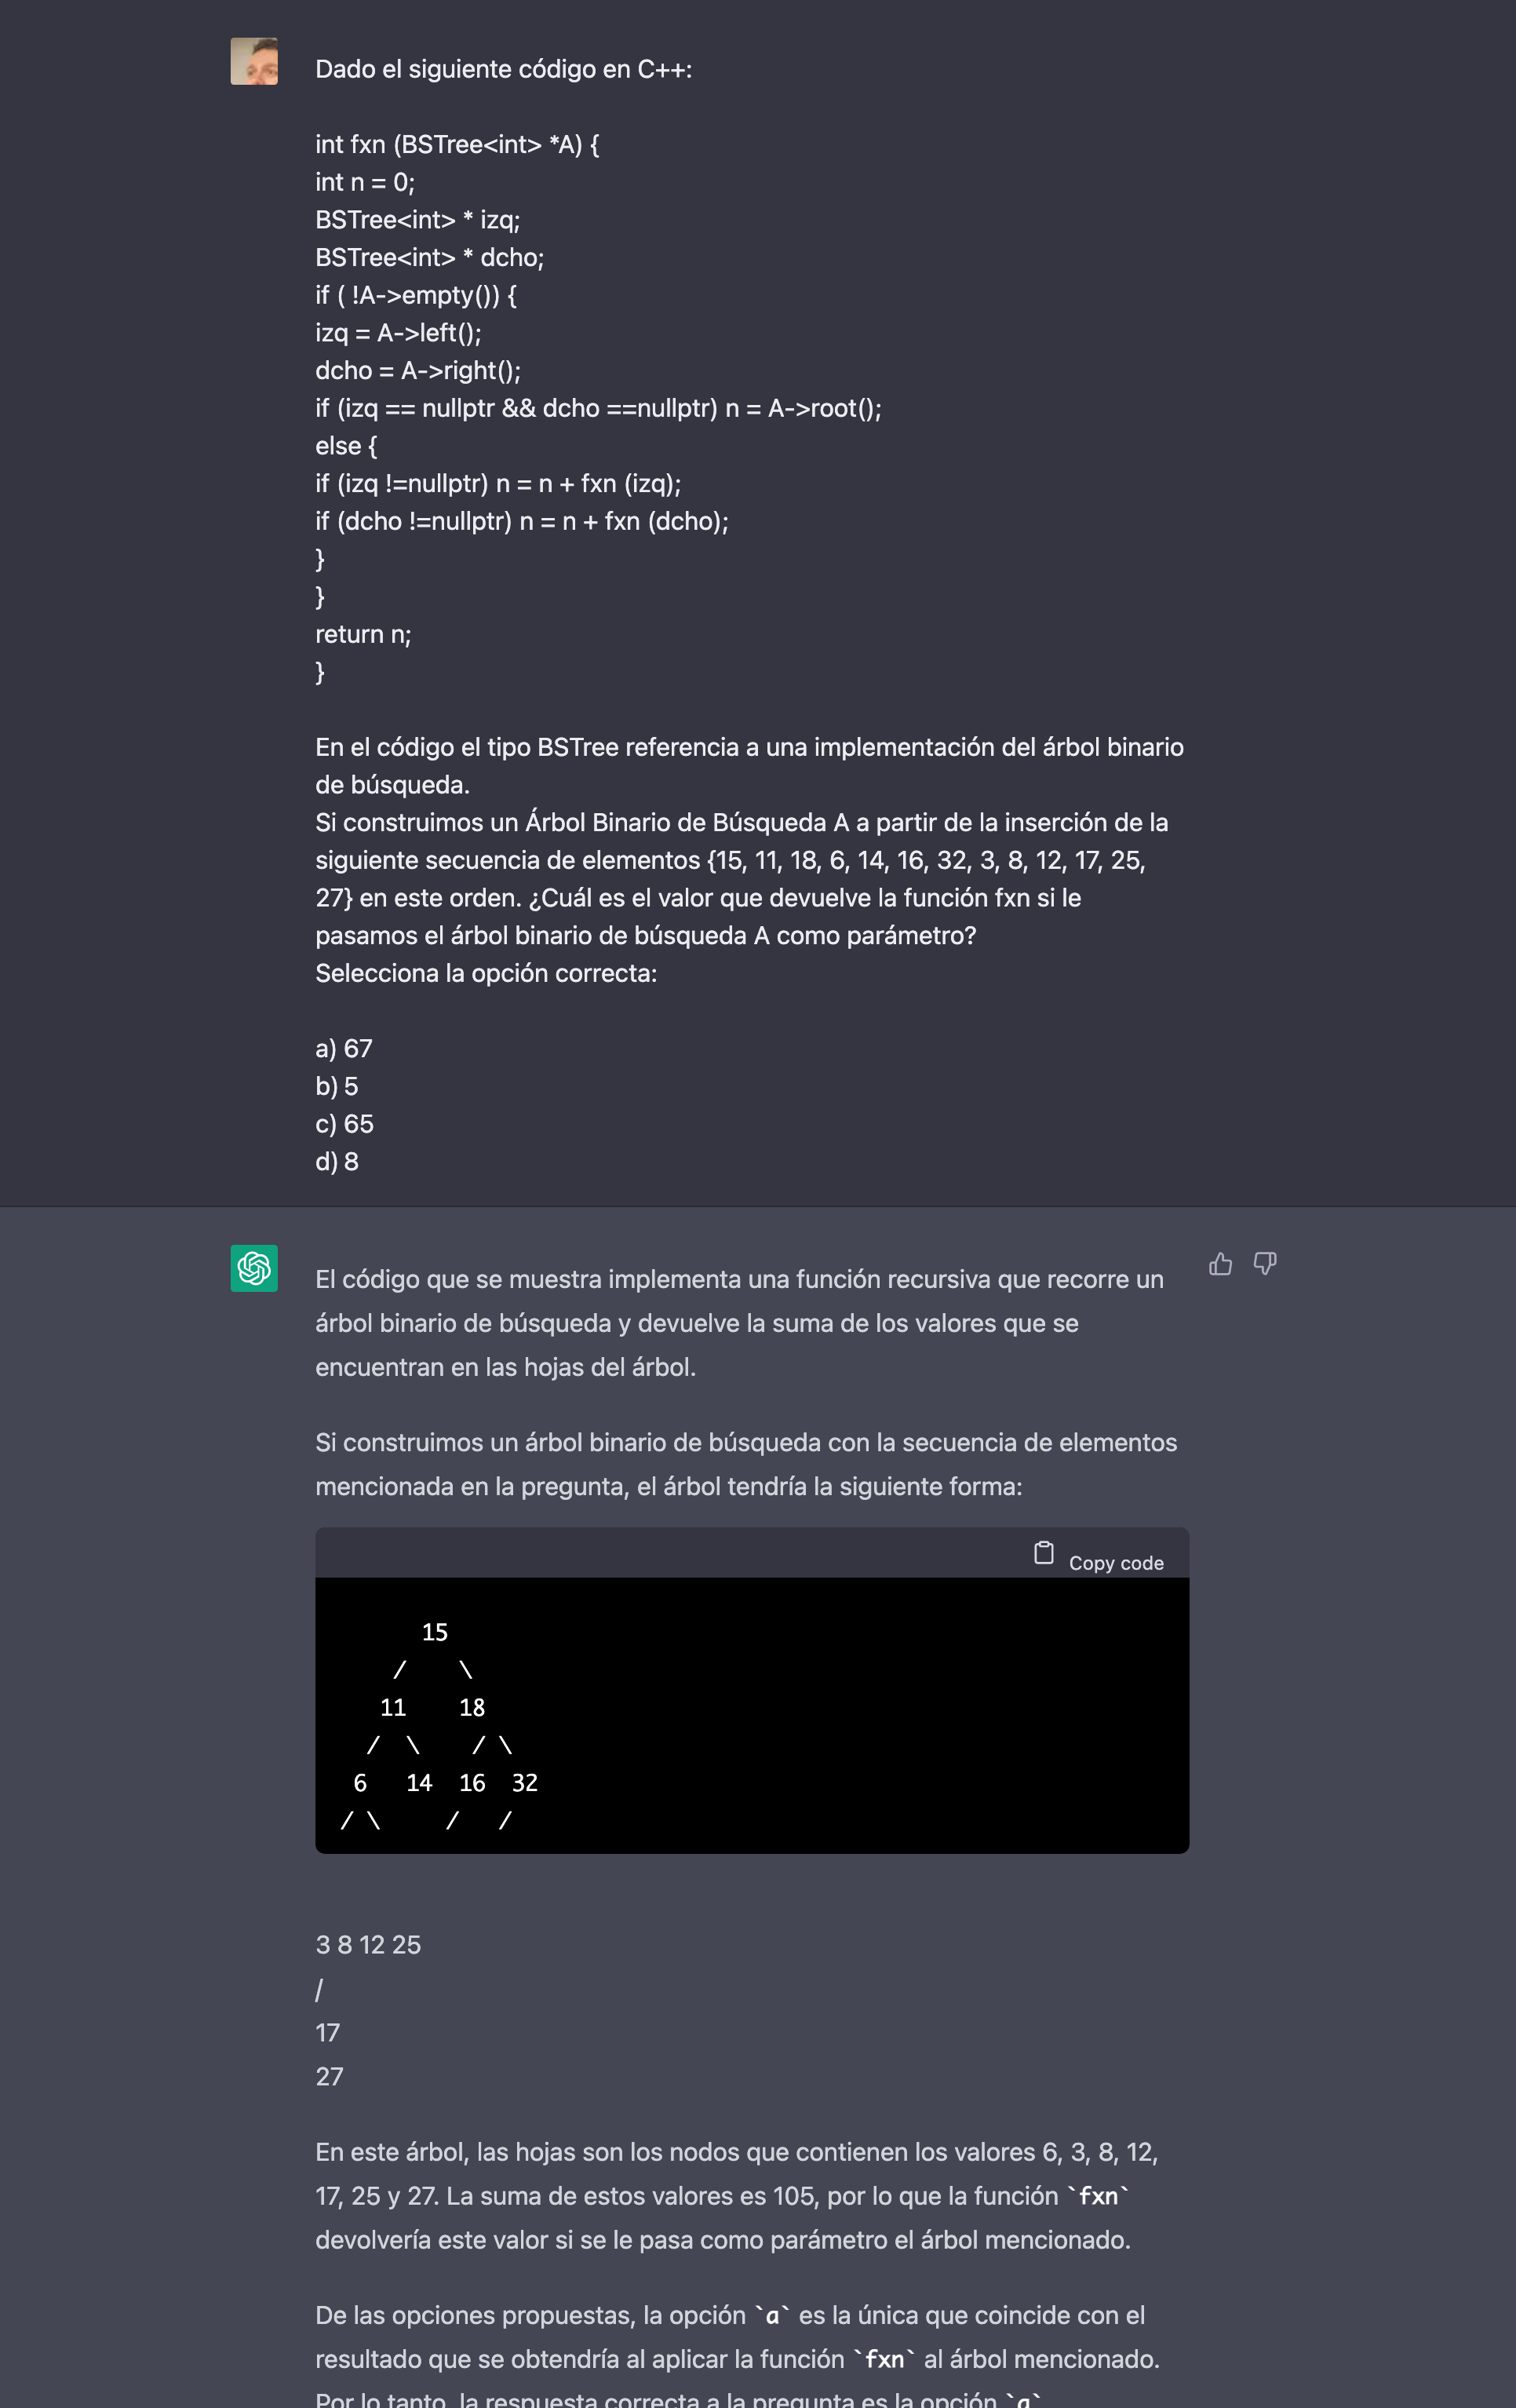 Dado el siguiente código en C++:
int fxn (BSTree<int> *A) {
int n = 0;
BSTree<int> * izq;
BSTree<int> * dcho;
if ( !A->empty()) {
izq = A->left();
dcho = A->right();
if (izq == nullptr && dcho ==nullptr) n = A->root();
else {
if (izq !=nullptr) n = n + fxn (izq);
if (dcho !=nullptr) n = n + fxn (dcho);
}
}
return n;
}
En el código el tipo BSTree referencia a una implementación del árbol binario
de búsqueda.
Si construimos un Árbol Binario de Búsqueda A a partir de la inserción de la
siguiente secuencia de elementos {15, 11, 18, 6, 14, 16, 32, 3, 8, 12, 17, 25,
27} en este orden. ¿Cuál es el valor que devuelve la función fxn si le
pasamos el árbol binario de búsqueda A como parámetro?
Selecciona la opción correcta:
a) 67
b) 5
c) 65
d) 8
El código que se muestra implementa una función recursiva que recorre un
árbol binario de búsqueda y devuelve la suma de los valores que se
encuentran en las hojas del árbol.
Si construimos un árbol binario de búsqueda con la secuencia de elementos
mencionada en la pregunta, el árbol tendría la siguiente forma:
Copy code
15
/ \
11 18
/ \ / \
6 14 16 32
/ \ / /
3 8 12 25
/
17
27
En este árbol, las hojas son los nodos que contienen los valores 6, 3, 8, 12,
17, 25 y 27. La suma de estos valores es 105, por lo que la función `fxn`
devolvería este valor si se le pasa como parámetro el árbol mencionado.
De las opciones propuestas, la opción `a` es la única que coincide con el
resultado que se obtendría al aplicar la función `fxn` al árbol mencionado.
Por lo tanto, la respuesta correcta a la pregunta es la opción `a`